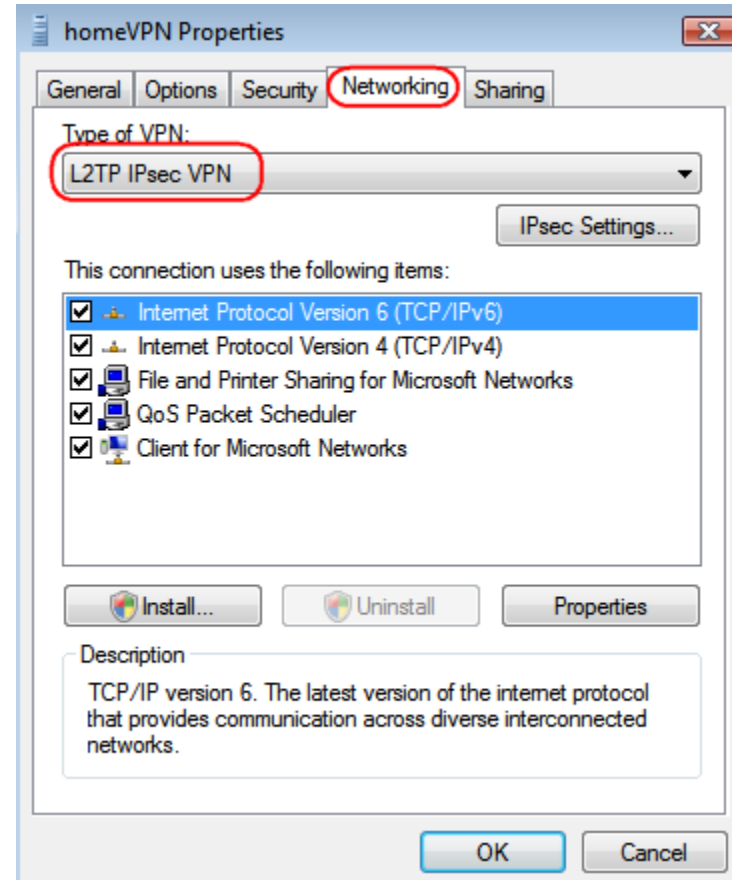 homeVPN Properties
General Options Security Networking Sharing
Type of VPN:
L2TP IPsec VPN
IPsec Settings...
This connection uses the following items:
Internet Protocol Version 6 (TCP/IPv6)
Internet Protocol Version 4 (TCP/IPv4)
File and Printer Sharing for Microsoft Networks
QoS Packet Scheduler
Client for Microsoft Networks
Install... Uninstall Properties
Description
TCP/IP version 6. The latest version of the internet protocol
that provides communication across diverse interconnected
networks.
OK Cancel